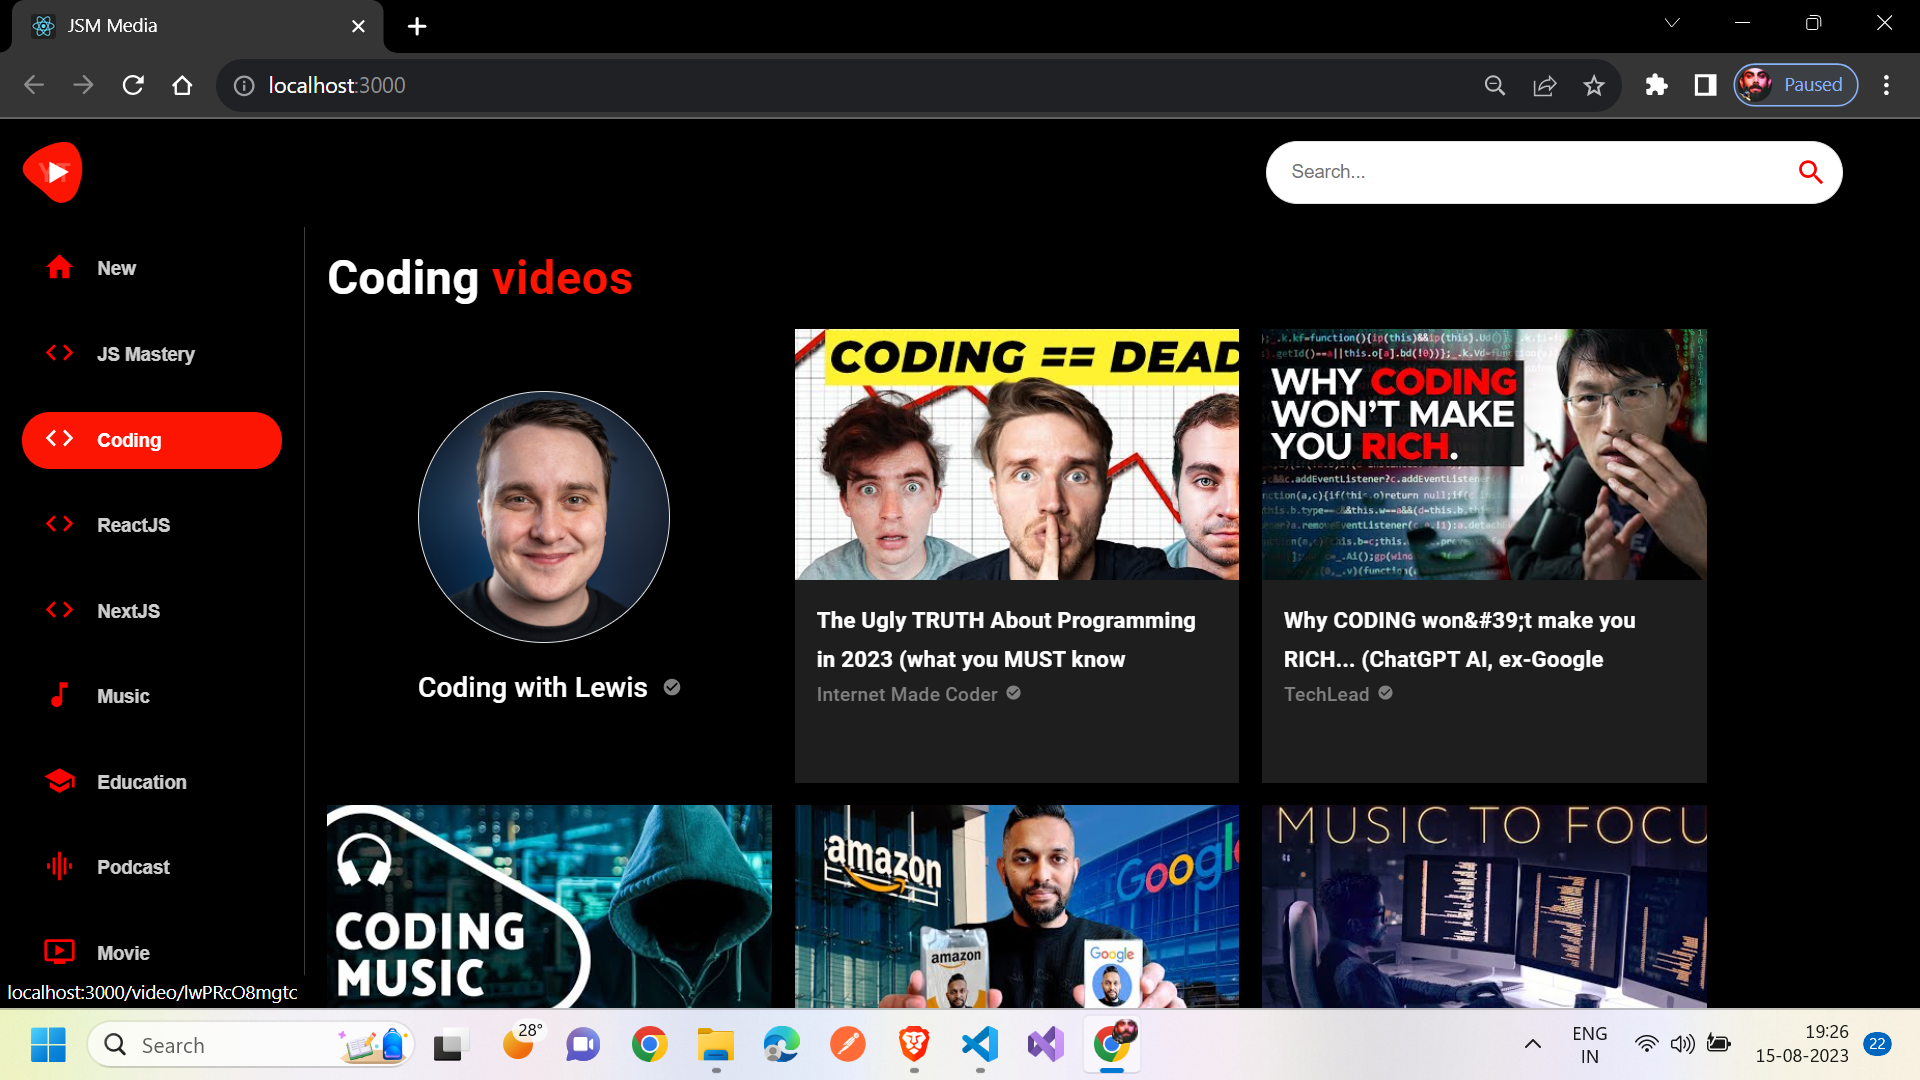 JSM Media
localhost:3000
Paused
Search...
New
JS Mastery
Coding
ReactJS
NextJS
Music
Education
Podcast
Movie
Coding videos
Coding with Lewis
CODING == DEAD
The Ugly TRUTH About Programming
in 2023 (what you MUST know
Internet Made Coder
WHY CODING
WON'T MAKE
YOU RICH.
Why CODING won&#39;t make you
RICH... (ChatGPT AI, ex-Google
TechLead
CODING
MUSIC
amazon
Google
amazon
Google
MUSIC TO FOCU
localhost:3000/video/lwPRcO8mgtc
Search
28°
ENG
IN
19:26
15-08-2023
22